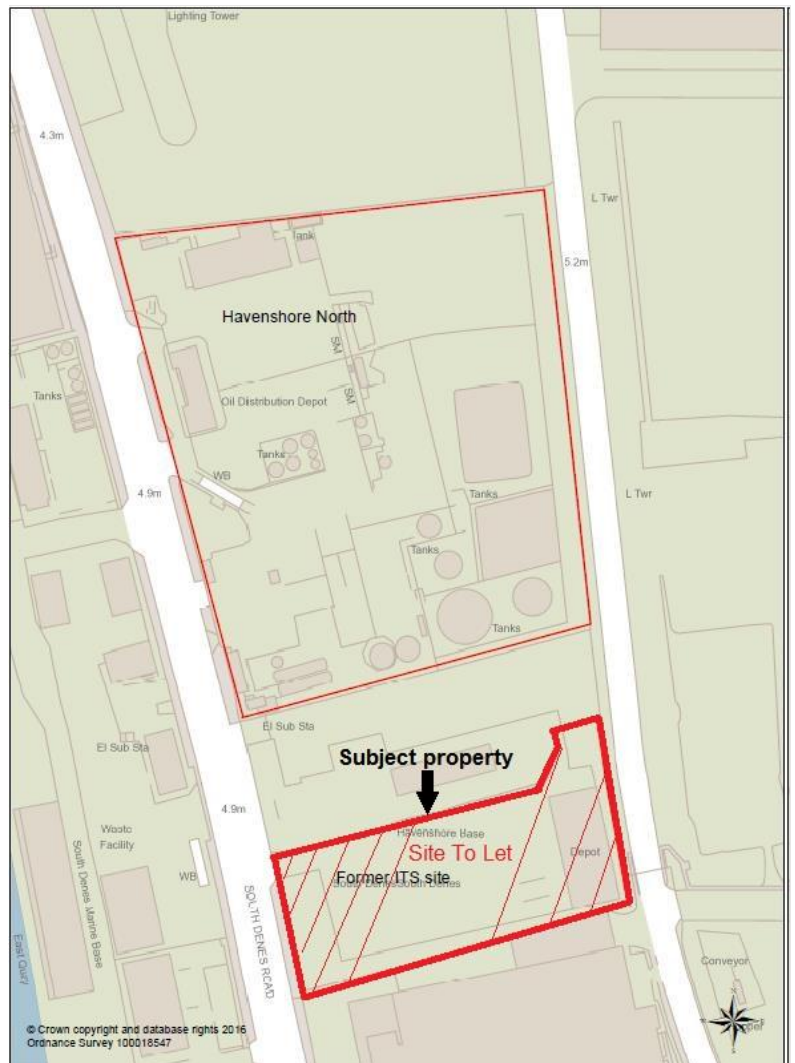 Lighting Tower
4.3m
L Twr
Tank
5.2m
Havenshore North
SM
Tanks
Oil Distribution Depot
SM
Tanks
WB
4.9m
Tanks
L Twr
Tanks
Tanks
El Sub Sta
El Sub Sta
Subject property
4.9m
Havenshore Base
Site To Let
Depot
Waste
Facility
Former ITS site
WB
South Denes Marine Base
SOUTH DENES ROAD
East Quay
Conveyor
© Crown copyright and database rights 2016
Ordnance Survey 100018547